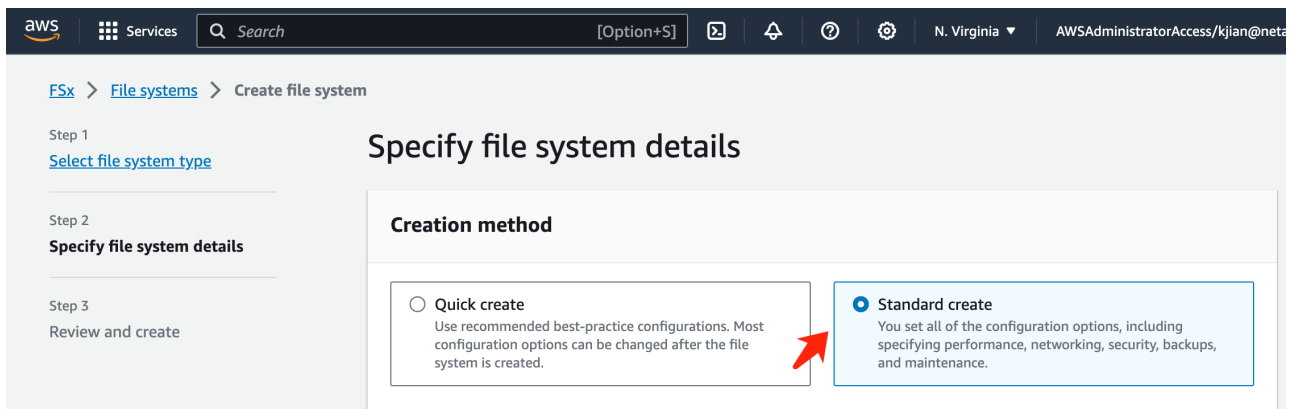 aws Services Search [Option+S] N. Virginia ▼ AWSAdministratorAccess/kjian@neta
FSx > File systems > Create file system
Step 1
Select file system type
Step 2
Specify file system details
Step 3
Review and create
Specify file system details
Creation method
Quick create
Use recommended best-practice configurations. Most
configuration options can be changed after the file
system is created.
Standard create
You set all of the configuration options, including
specifying performance, networking, security, backups,
and maintenance.